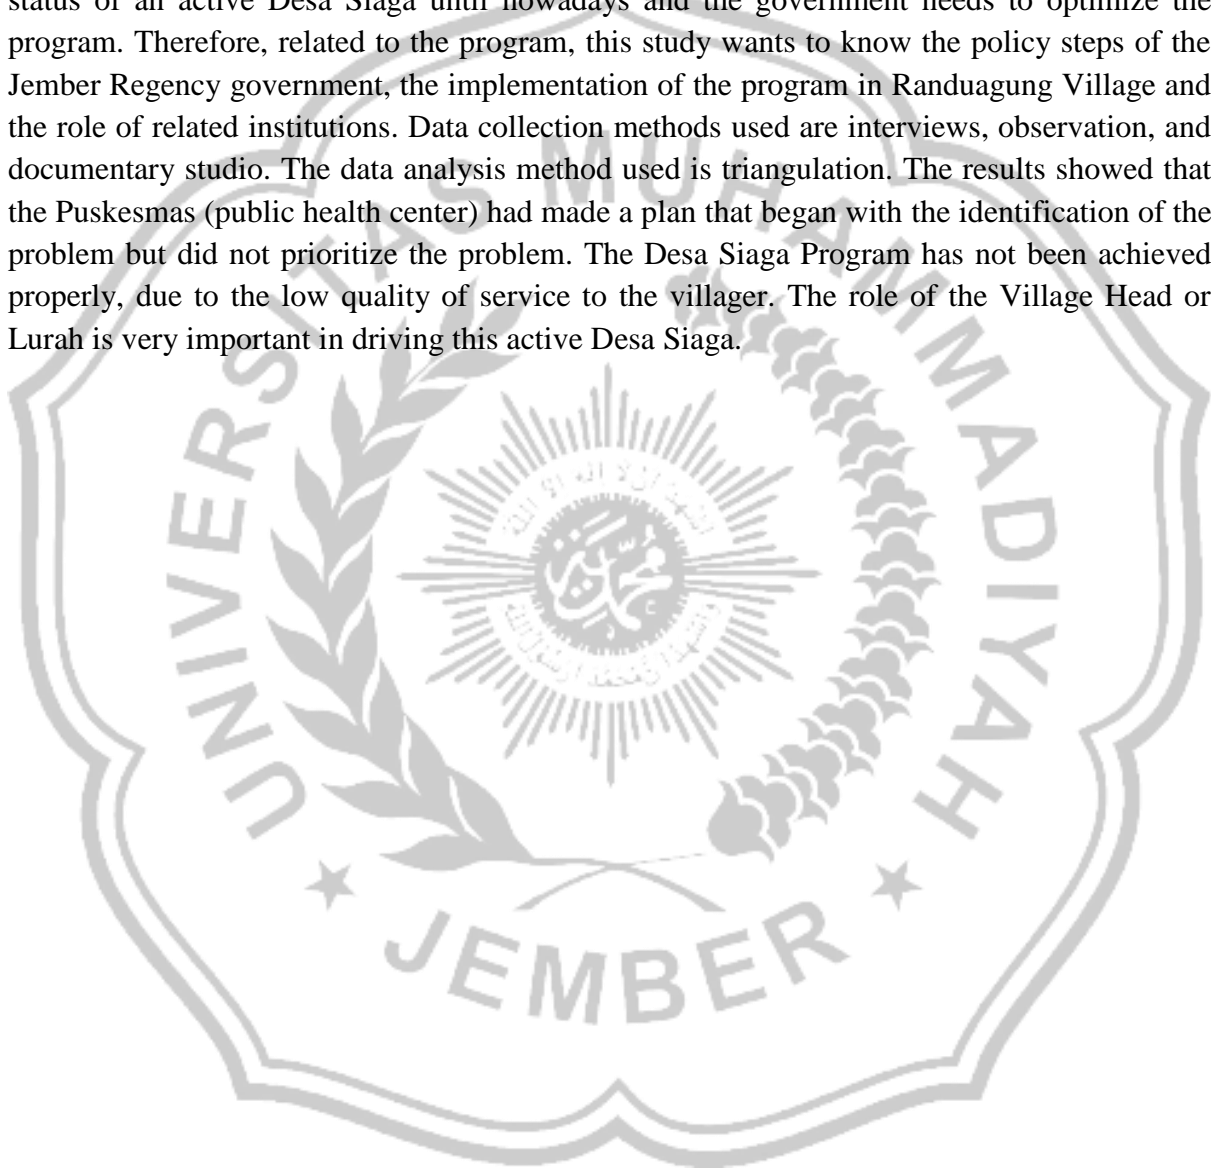 status of an active Desa Siaga until nowadays and the government needs to optimize the
program. Therefore, related to the program, this study wants to know the policy steps of the
Jember Regency government, the implementation of the program in Randuagung Village and
the role of related institutions. Data collection methods used are interviews, observation, and
documentary studio. The data analysis method used is triangulation. The results showed that
the Puskesmas (public health center) had made a plan that began with the identification of the
problem but did not prioritize the problem. The Desa Siaga Program has not been achieved
properly, due to the low quality of service to the villager. The role of the Village Head or
Lurah is very important in driving this active Desa Siaga.
UNIVERSITAS MUHAMMADIYAH
JEMBER